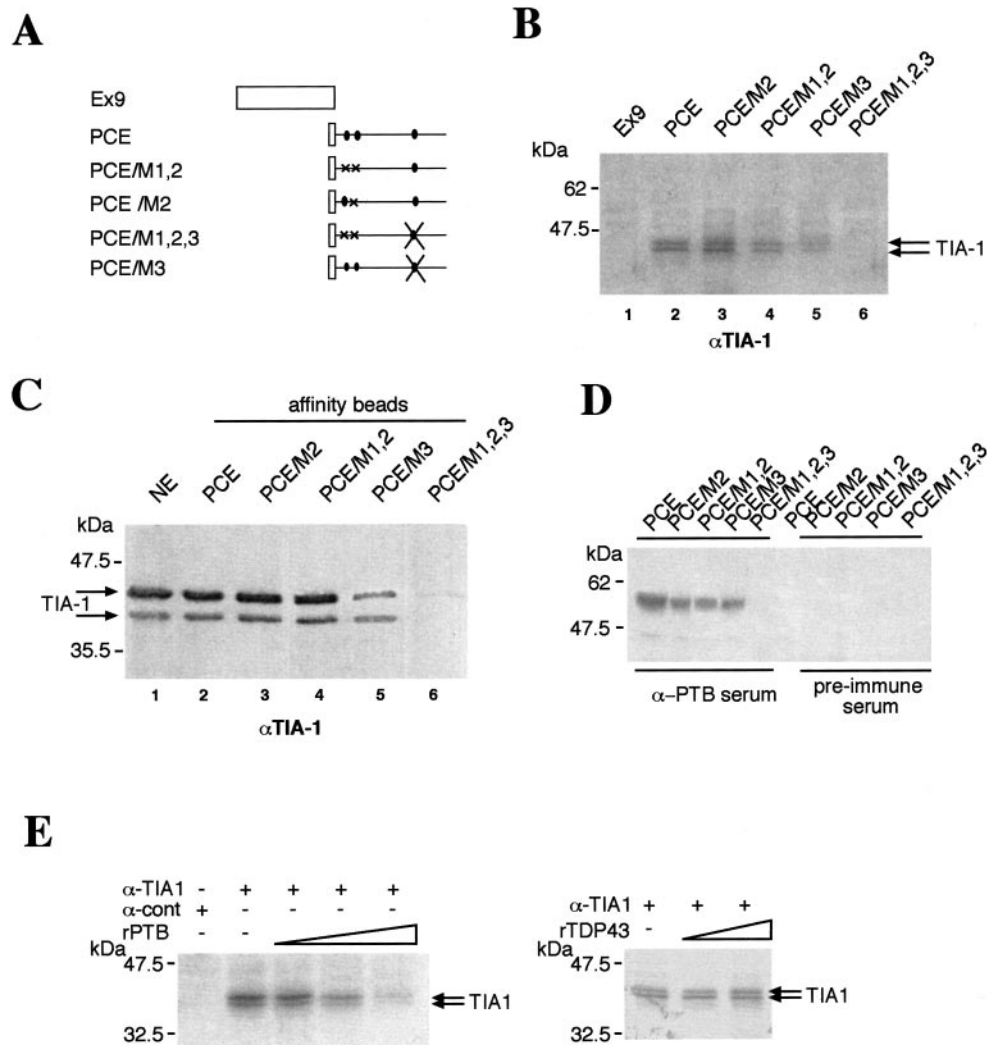 A
Ex9
PCE
PCE/M1,2
PCE /M2
PCE/M1,2,3
PCE/M3
B
Ex9 PCE PCE/M2 PCE/M1,2 PCE/M3 PCE/M1,2,3
kDa
62 -
47.5 -
TIA-1
1 2 3 4 5 6
αTIA-1
C
affinity beads
NE PCE PCE/M2 PCE/M1,2 PCE/M3 PCE/M1,2,3
kDa
47.5 -
TIA-1
35.5 -
1 2 3 4 5 6
αTIA-1
D
PCE PCE/M2 PCE/M1,2 PCE/M3 PCE/M1,2,3 PCE PCE/M2 PCE/M1,2 PCE/M3 PCE/M1,2,3
kDa
62 -
47.5 -
α-PTB serum
pre-immune
serum
E
α-TIA1 - + + + +
α-cont + - - - -
rPTB - -
kDa
47.5 -
TIA1
32.5 -
α-TIA1 + + +
rTDP43 -
kDa
47.5 -
TIA1
32.5 -